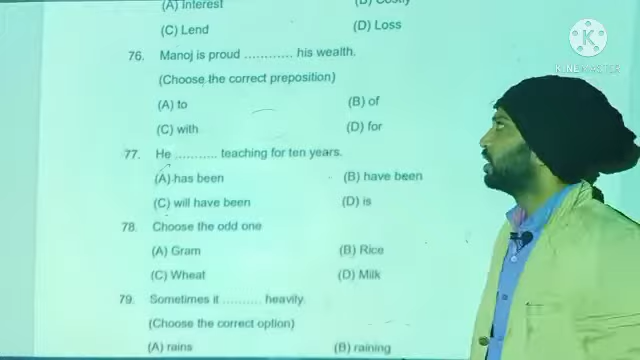 (A) Interest
(C) Lend
(D) Loss
76. Manoj is proud ............ his wealth.
(Choose the correct preposition)
(A) to
(B) of
(C) with
(D) for
77. He .......... teaching for ten years.
(A) has been
(B) have been
(C) will have been
(D) is
78. Choose the odd one
(A) Gram
(B) Rice
(C) Wheat
(D) Milk
79. Sometimes it .......... heavily.
(Choose the correct option)
(A) rains
(B) raining
K
KINEMASTER